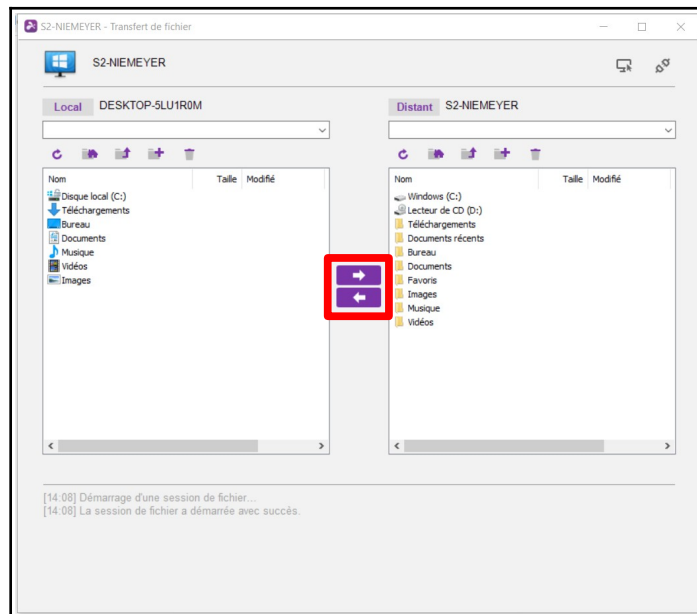 S2-NIEMEYER - Transfert de fichier
S2-NIEMEYER
Local DESKTOP-5LU1R0M
Nom Taille Modifié
Disque local (C:)
Téléchargements
Bureau
Documents
Musique
Vidéos
Images
Distant S2-NIEMEYER
Nom Taille Modifié
Windows (C:)
Lecteur de CD (D:)
Téléchargements
Documents récents
Bureau
Documents
Favoris
Images
Musique
Vidéos
[14:08] Démarrage d'une session de fichier...
[14:08] La session de fichier a démarrée avec succès.